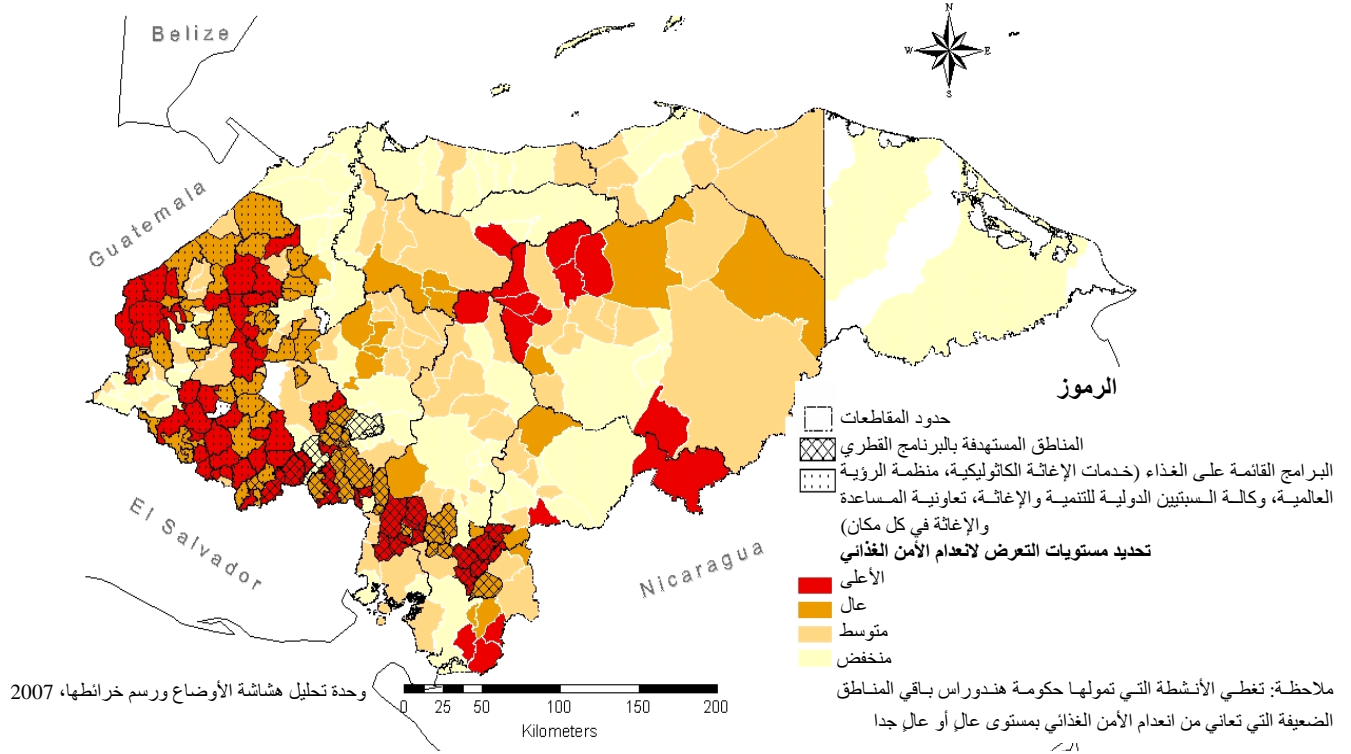 N
W
E
S
Belize
Guatemala
El Salvador
Nicaragua
الرموز
حدود المقاطعات
المناطق المستهدفة بالبرنامج القطري
البرامج القائمة على الغذاء (خدمات الإغاثة الكاثوليكية، منظمة الرؤية
العالمية، وكالة السبتيين الدولية للتنمية والإغاثة، تعاونية المساعدة
والإغاثة في كل مكان)
تحديد مستويات التعرض لانعدام الأمن الغذائي
الأعلى
عال
متوسط
منخفض
ملاحظة: تغطي الأنشطة التي تمولها حكومة هندوراس باقي المناطق
الضعيفة التي تعاني من انعدام الأمن الغذائي بمستوى عالٍ أو عالٍ جدا
وحدة تحليل هشاشة الأوضاع ورسم خرائطها، 2007
0 25 50 100 150 200
Kilometers